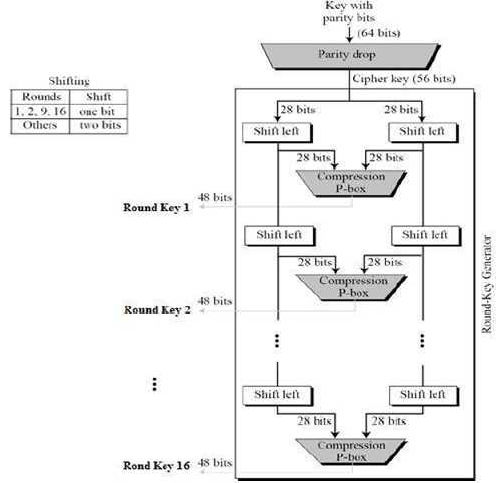 Key with
parity bits
(64 bits)
Parity drop
Cipher key (56 bits)
Shifting
Rounds Shift
1, 2, 9, 16 one bit
Others two bits
28 bits 28 bits
Shift left Shift left
28 bits 28 bits
Compression
P-box
48 bits
Round Key 1
Shift left Shift left
28 bits 28 bits
Compression
P-box
48 bits
Round Key 2
Shift left Shift left
28 bits 28 bits
Compression
P-box
Rond Key 16 48 bits
Round-Key Generator